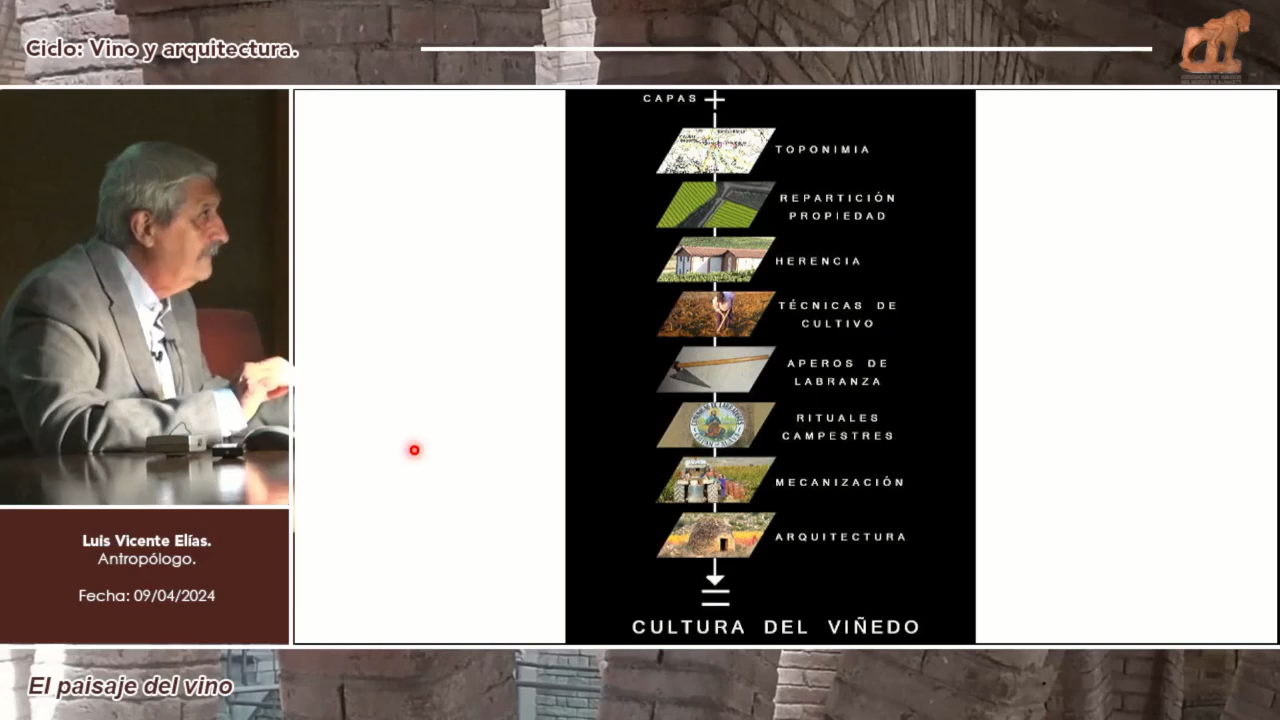 Ciclo: Vino y arquitectura.
CAPAS
TOPONIMIA
REPARTICIÓN
PROPIEDAD
HERENCIA
TÉCNICAS DE
CULTIVO
APEROS DE
LABRANZA
RITUALES
CAMPESTRES
MECANIZACIÓN
ARQUITECTURA
CULTURA DEL VIÑEDO
Luis Vicente Elías.
Antropólogo.
Fecha: 09/04/2024
El paisaje del vino